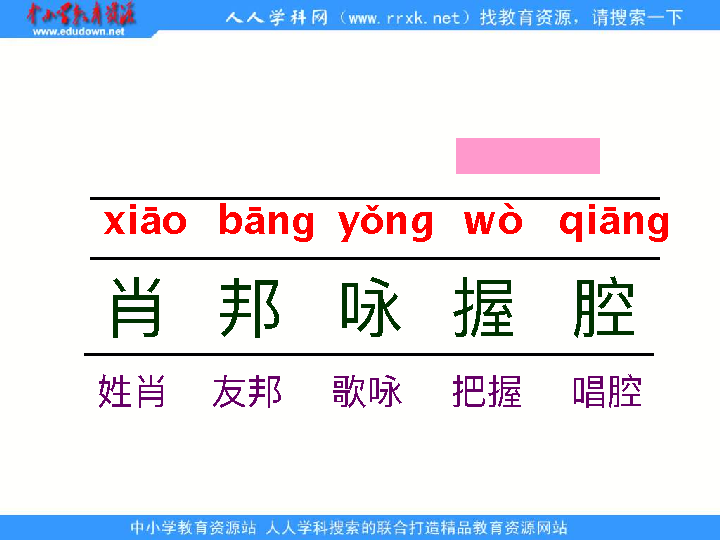 中小学教育资源
www.edudown.net
人人学科网（www.rrxk.net）找教育资源，请搜索一下
xiāo bāng yǒng wò qiāng
肖 邦 咏 握 腔
姓肖 友邦 歌咏 把握 唱腔
中小学教育资源站 人人学科搜索的联合打造精品教育资源网站